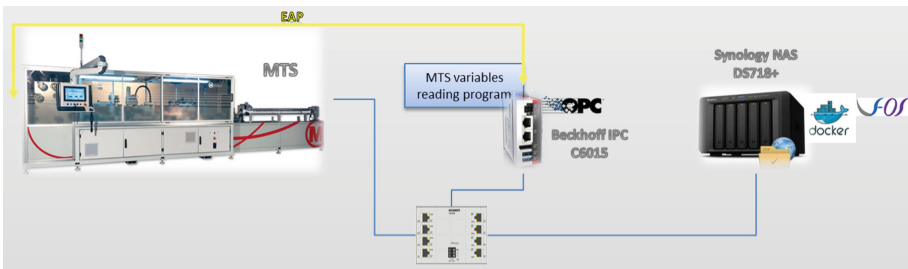 EAP
MTS
MTS variables
reading program
OPC
Beckhoff IPC
C6015
Synology NAS
DS718+
docker